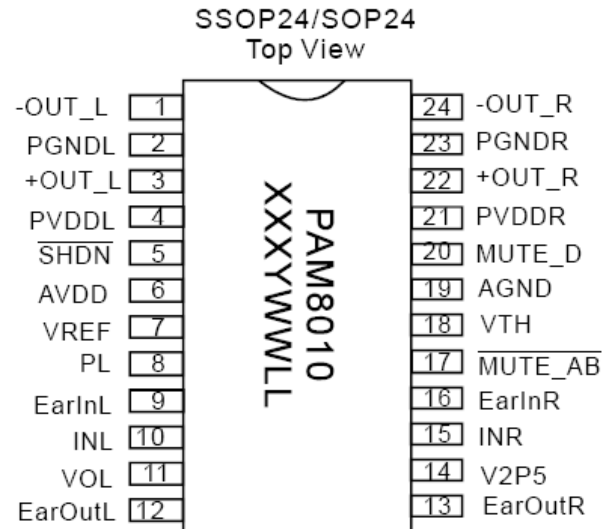 SSOP24/SOP24
Top View
-OUT_L 1 24 -OUT_R
PGNDL 2 23 PGNDR
+OUT_L 3 22 +OUT_R
PVDDL 4 21 PVDDR
SHDN 5 20 MUTE_D
AVDD 6 19 AGND
VREF 7 18 VTH
PL 8 17 MUTE_AB
EarInL 9 16 EarInR
INL 10 15 INR
VOL 11 14 V2P5
EarOutL 12 13 EarOutR
PAM8010
XXXYWWLL